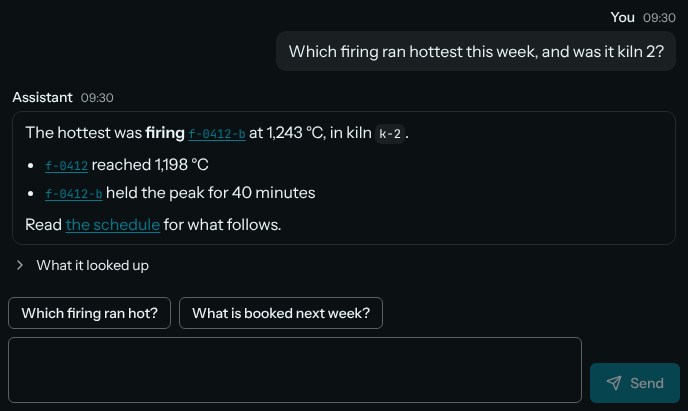 You 09:30
Which firing ran hottest this week, and was it kiln 2?
Assistant 09:30
The hottest was firing f-0412-b at 1,243 °C, in kiln k-2.
• f-0412 reached 1,198 °C
• f-0412-b held the peak for 40 minutes
Read the schedule for what follows.
What it looked up
Which firing ran hot? What is booked next week?
Send